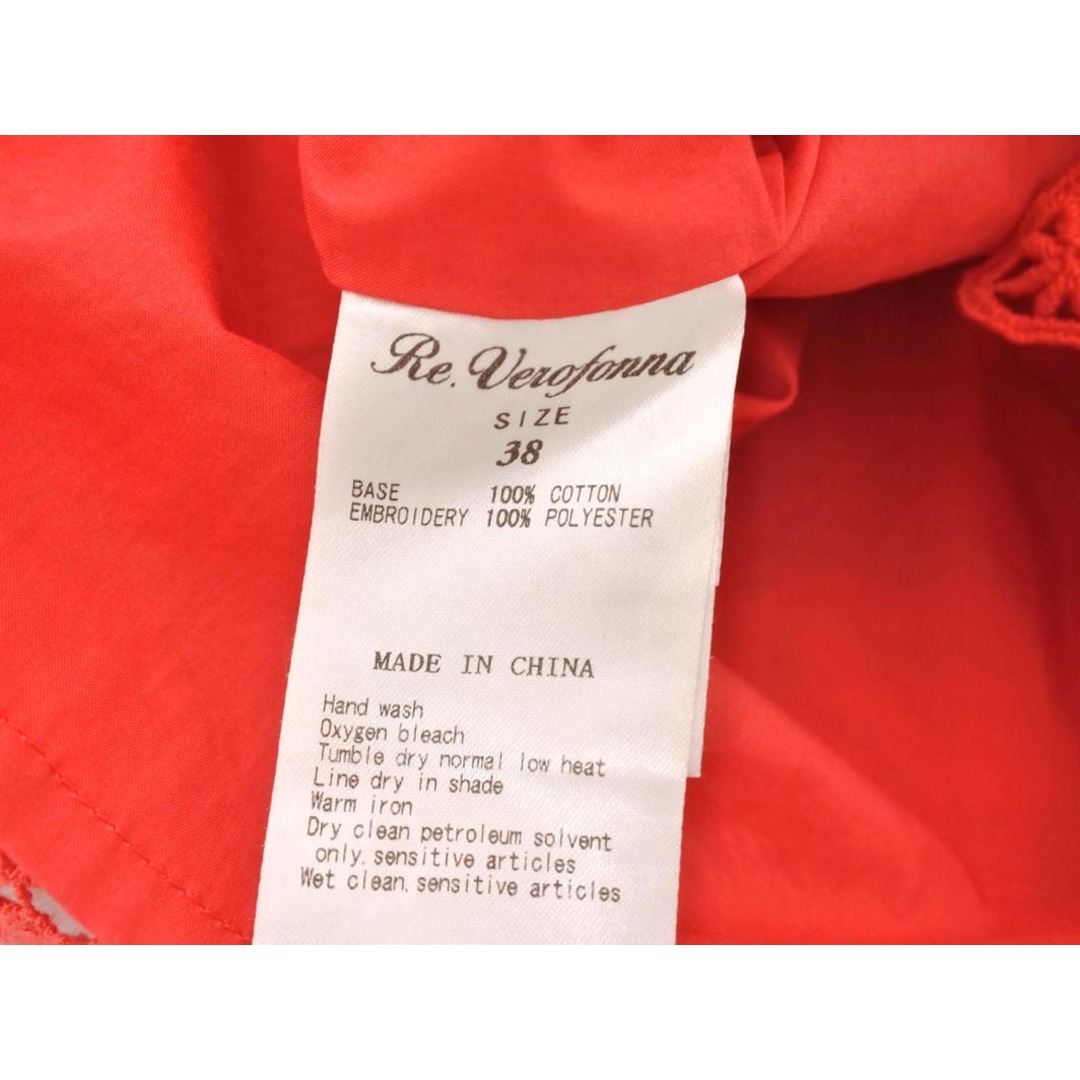 Re. Verofonna
SIZE
38
BASE 100% COTTON
EMBROIDERY 100% POLYESTER
MADE IN CHINA
Hand wash
Oxygen bleach
Tumble dry normal low heat
Line dry in shade
Warm iron
Dry clean petroleum solvent
only, sensitive articles
Wet clean, sensitive articles